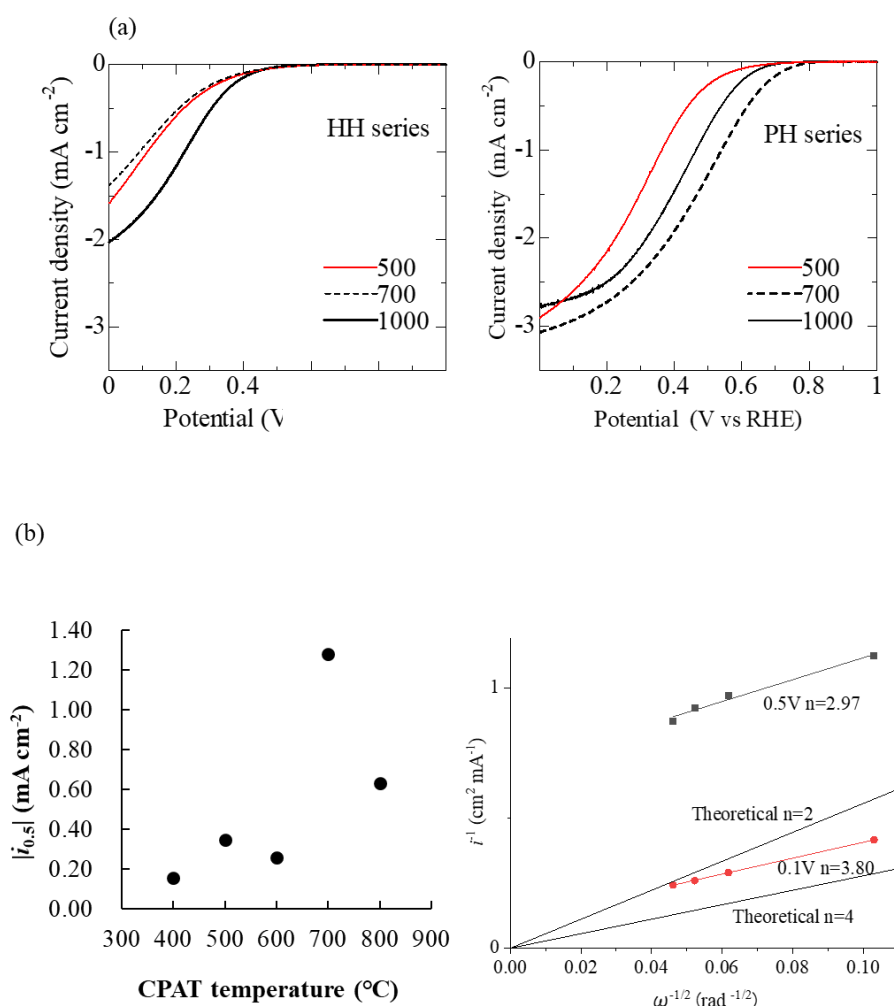 (a)
0
-1
-2
-3
0
0.2
0.4
Current density (mA cm-2)
HH series
500
700
1000
Potential (V
0
-1
-2
-3
0.2
0.4
0.6
0.8
1
Current density (mA cm-2)
PH series
500
700
1000
Potential (V vs RHE)
(b)
1.40
1.20
1.00
0.80
0.60
0.40
0.20
0.00
300 400 500 600 700 800 900
|i0.5| (mA cm-2)
CPAT temperature (°C)
1
0
0.00 0.02 0.04 0.06 0.08 0.10
i-1 (cm2 mA-1)
0.5V n=2.97
Theoretical n=2
0.1V n=3.80
Theoretical n=4
ω-1/2 (rad -1/2)